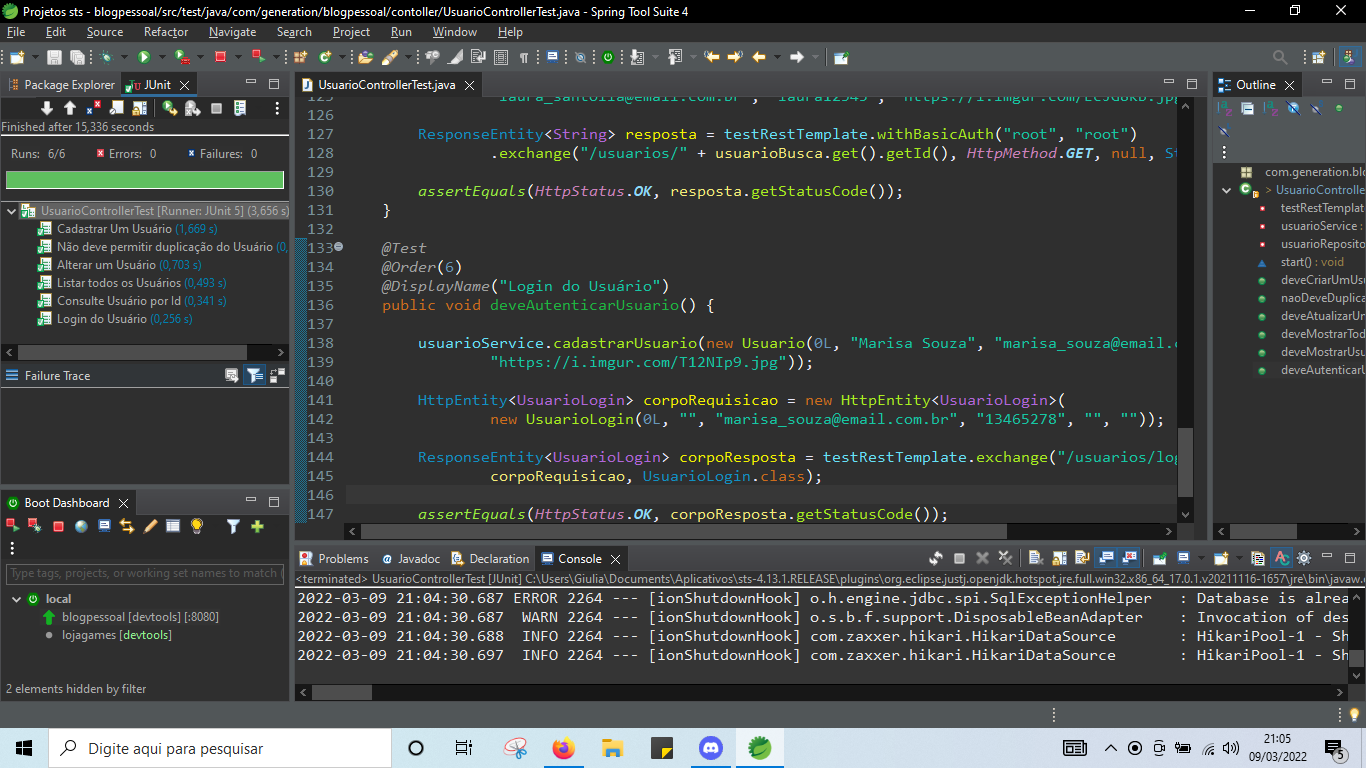 Projetos sts - blogpessoal/src/test/java/com/generation/blogpessoal/contoller/UsuarioControllerTest.java - Spring Tool Suite 4
File Edit Source Refactor Navigate Search Project Run Window Help
Package Explorer JUnit
Finished after 15,336 seconds
Runs: 6/6 Errors: 0 Failures: 0
UsuarioControllerTest [Runner: JUnit 5] (3,656 s)
Cadastrar Um Usuário (1,669 s)
Não deve permitir duplicação do Usuário (0,
Alterar um Usuário (0,703 s)
Listar todos os Usuários (0,493 s)
Consulte Usuário por Id (0,341 s)
Login do Usuário (0,256 s)
Failure Trace
Boot Dashboard
Type tags, projects, or working set names to match (
local
blogpessoal [devtools] [:8080]
lojagames [devtools]
2 elements hidden by filter
UsuarioControllerTest.java
125
126
127 ResponseEntity<String> resposta = testRestTemplate.withBasicAuth("root", "root")
128 .exchange("/usuarios/" + usuarioBusca.get().getId(), HttpMethod.GET, null, St
129
130 assertEquals(HttpStatus.OK, resposta.getStatusCode());
131 }
132
133 @Test
134 @Order(6)
135 @DisplayName("Login do Usuário")
136 public void deveAutenticarUsuario() {
137
138 usuarioService.cadastrarUsuario(new Usuario(0L, "Marisa Souza", "marisa_souza@email.c
139 "https://i.imgur.com/T12NIp9.jpg"));
140
141 HttpEntity<UsuarioLogin> corpoRequisicao = new HttpEntity<UsuarioLogin>(
142 new UsuarioLogin(0L, "", "marisa_souza@email.com.br", "13465278", "", ""));
143
144 ResponseEntity<UsuarioLogin> corpoResposta = testRestTemplate.exchange("/usuarios/log
145 corpoRequisicao, UsuarioLogin.class);
146
147 assertEquals(HttpStatus.OK, corpoResposta.getStatusCode());
Outline
com.generation.blo
> UsuarioControlle
testRestTemplat
usuarioService :
usuarioReposito
start() : void
deveCriarUmUsu
naoDeveDuplica
deveAtualizarUr
deveMostrarTod
deveMostrarUsu
deveAutenticarU
Problems Javadoc Declaration Console
<terminated> UsuarioControllerTest [JUnit] C:\Users\Giulia\Documents\Aplicativos\sts-4.13.1.RELEASE\plugins\org.eclipse.justj.openjdk.hotspot.jre.full.win32.x86_64_17.0.1.v20211116-1657\jre\bin\javaw.e
2022-03-09 21:04:30.687 ERROR 2264 --- [ionShutdownHook] o.h.engine.jdbc.spi.SqlExceptionHelper : Database is alrea
2022-03-09 21:04:30.687 WARN 2264 --- [ionShutdownHook] o.s.b.f.support.DisposableBeanAdapter : Invocation of des
2022-03-09 21:04:30.688 INFO 2264 --- [ionShutdownHook] com.zaxxer.hikari.HikariDataSource : HikariPool-1 - Sh
2022-03-09 21:04:30.697 INFO 2264 --- [ionShutdownHook] com.zaxxer.hikari.HikariDataSource : HikariPool-1 - Sh
Digite aqui para pesquisar
21:05
09/03/2022
5